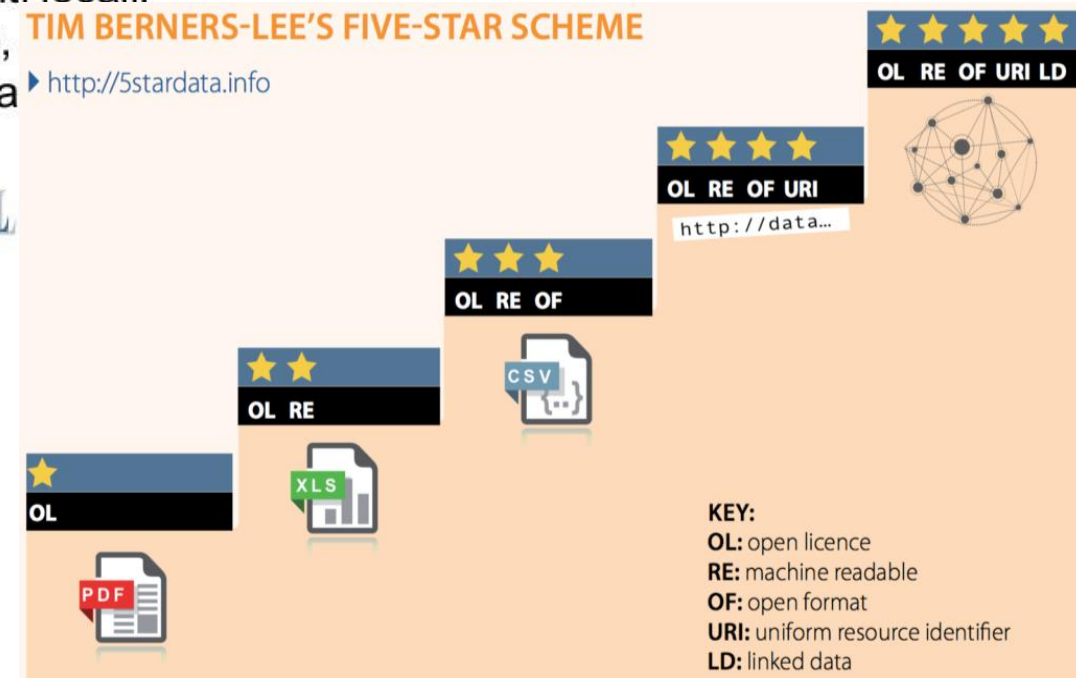 TIM BERNERS-LEE'S FIVE-STAR SCHEME
http://5stardata.info
OL RE OF URI LD
OL RE OF URI
http://data...
OL RE OF
CSV
{..}
OL RE
XLS
OL
PDF
KEY:
OL: open licence
RE: machine readable
OF: open format
URI: uniform resource identifier
LD: linked data